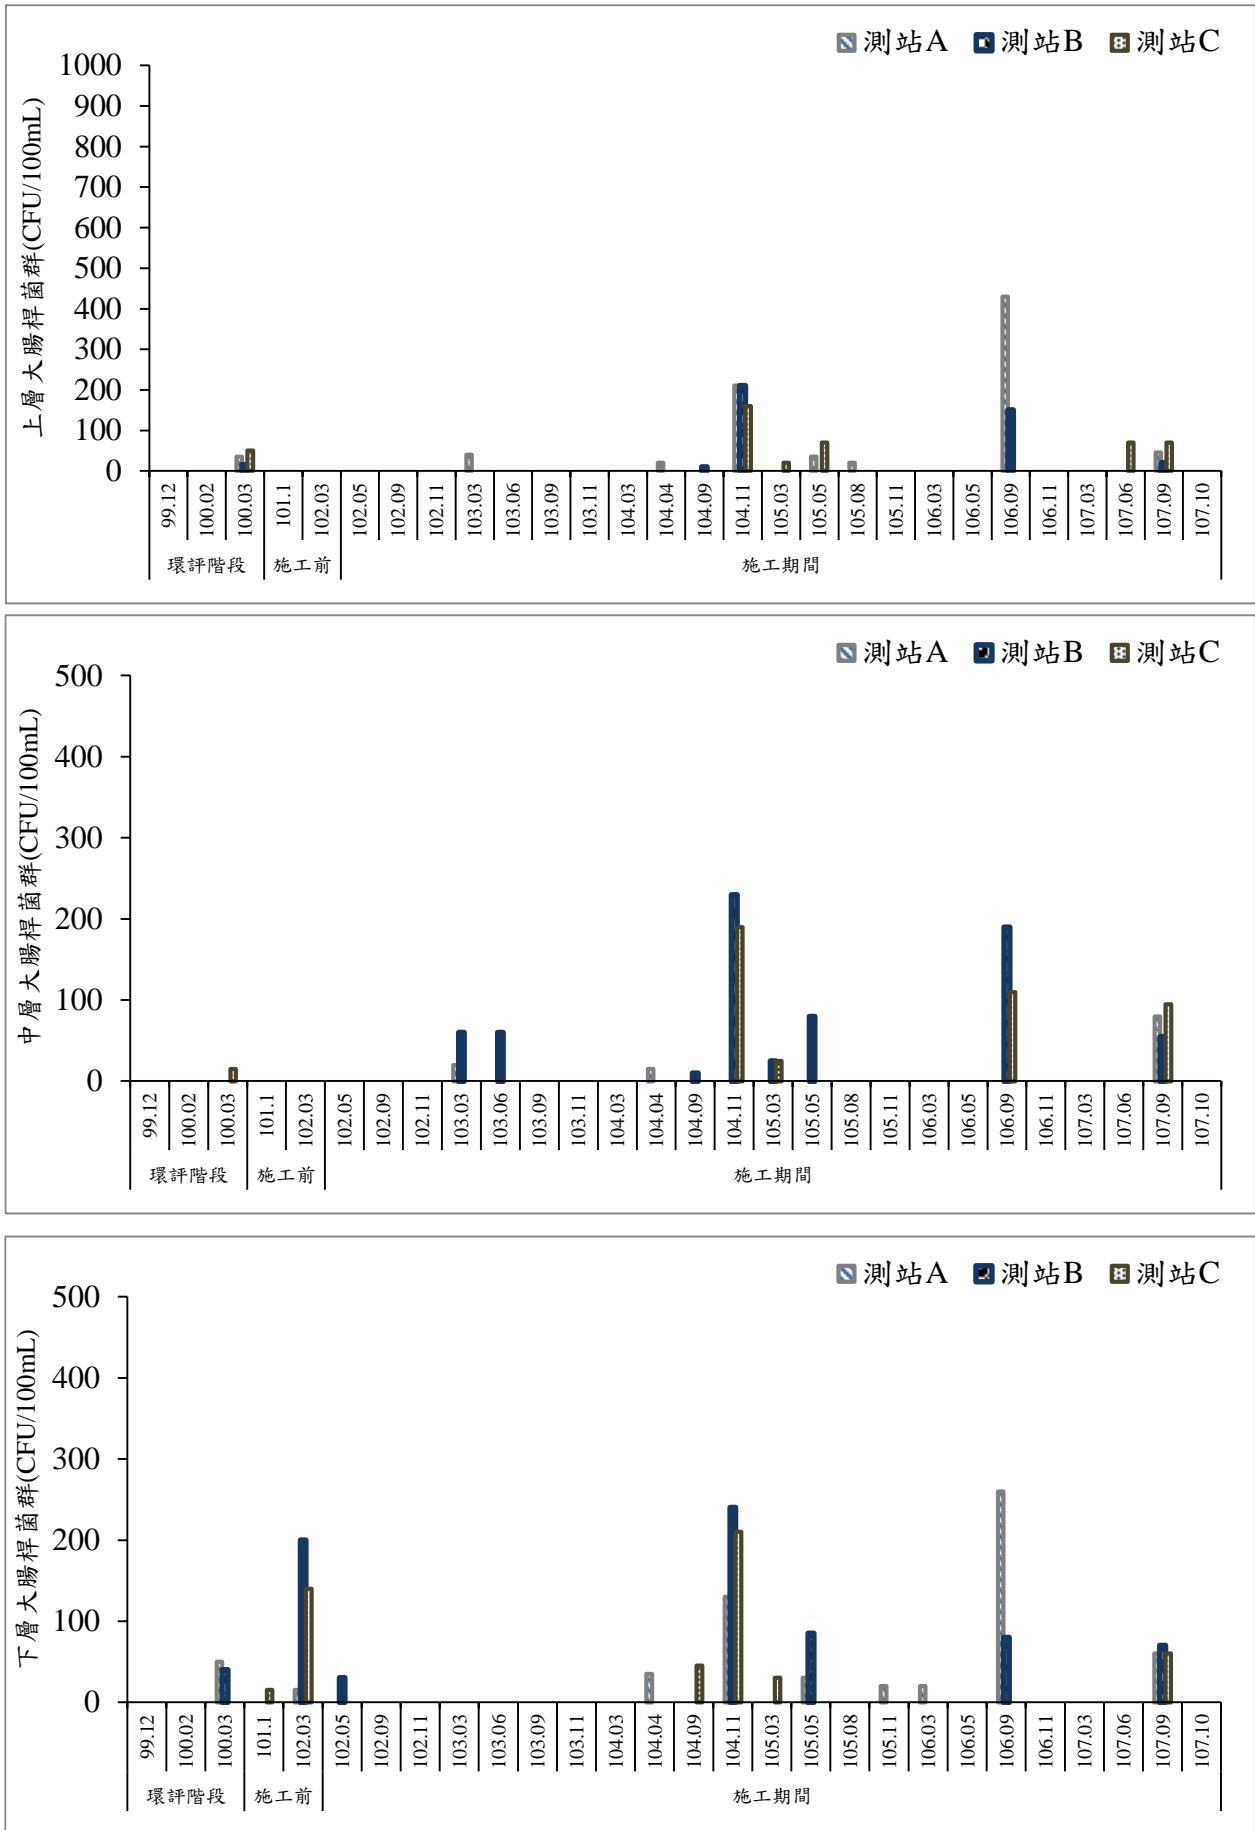 測站A 測站B 測站C
上層大腸桿菌群(CFU/100mL)
1000
900
800
700
600
500
400
300
200
100
0
99.12 100.02 100.03 101.1 102.03 102.05 102.09 102.11 103.03 103.06 103.09 103.11 104.03 104.04 104.09 104.11 105.03 105.05 105.08 105.11 106.03 106.05 106.09 106.11 107.03 107.06 107.09 107.10
環評階段 施工前 施工期間
測站A 測站B 測站C
中層大腸桿菌群(CFU/100mL)
500
400
300
200
100
0
99.12 100.02 100.03 101.1 102.03 102.05 102.09 102.11 103.03 103.06 103.09 103.11 104.03 104.04 104.09 104.11 105.03 105.05 105.08 105.11 106.03 106.05 106.09 106.11 107.03 107.06 107.09 107.10
環評階段 施工前 施工期間
測站A 測站B 測站C
下層大腸桿菌群(CFU/100mL)
500
400
300
200
100
0
99.12 100.02 100.03 101.1 102.03 102.05 102.09 102.11 103.03 103.06 103.09 103.11 104.03 104.04 104.09 104.11 105.03 105.05 105.08 105.11 106.03 106.05 106.09 106.11 107.03 107.06 107.09 107.10
環評階段 施工前 施工期間